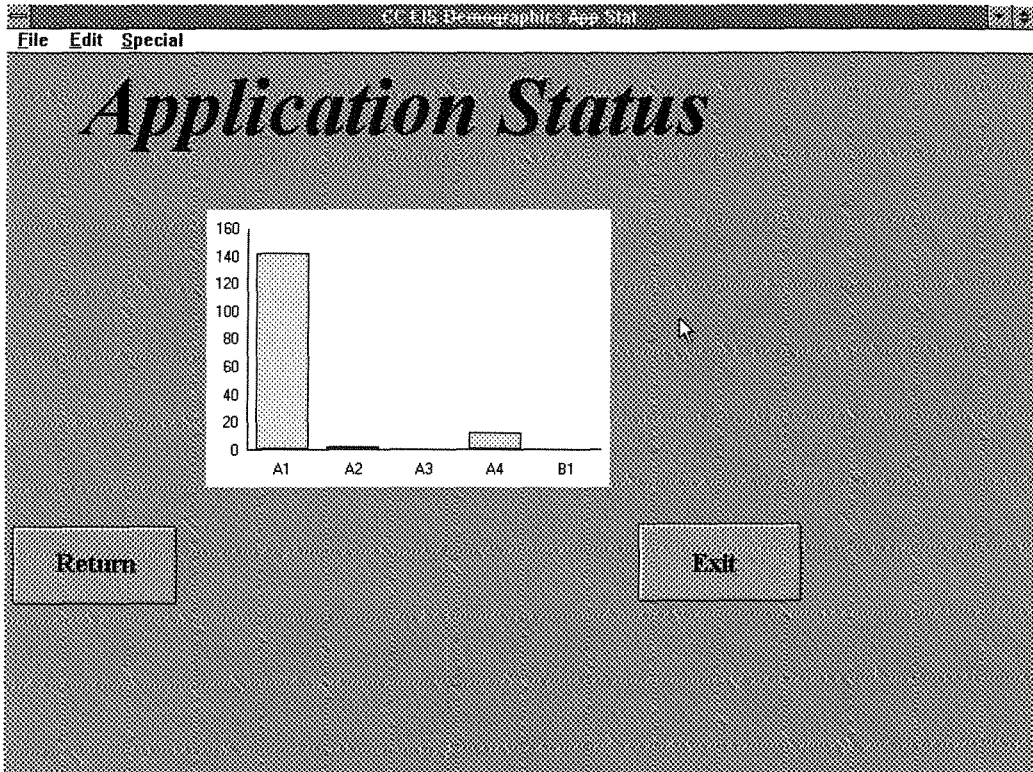 CC EIS Demographics App Stat
File Edit Special
Application Status
160
140
120
100
80
60
40
20
0
A1 A2 A3 A4 B1
Return Exit